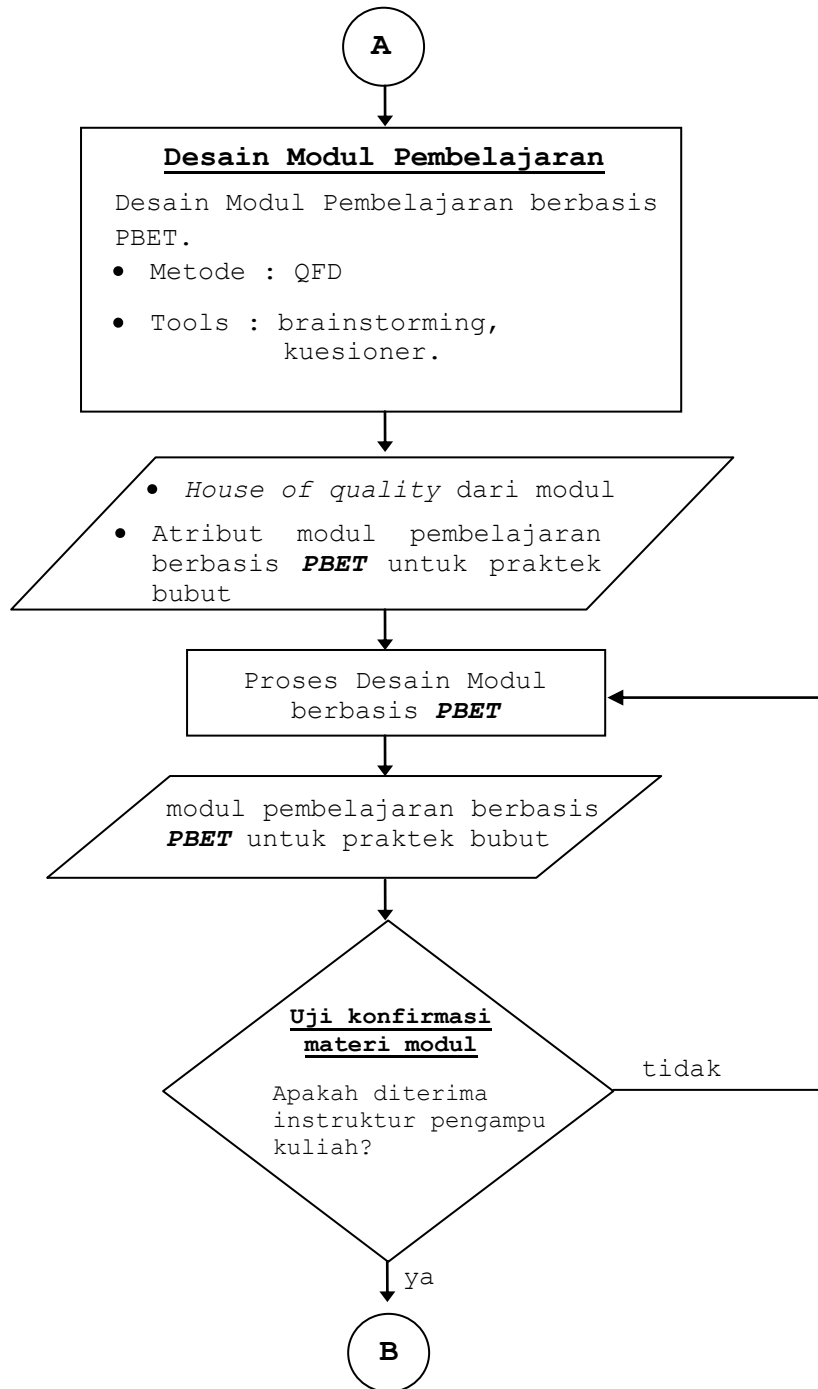 A
Desain Modul Pembelajaran
Desain Modul Pembelajaran berbasis
PBET.
• Metode : QFD
• Tools : brainstorming,
kuesioner.
• House of quality dari modul
• Atribut modul pembelajaran
berbasis PBET untuk praktek
bubut
Proses Desain Modul
berbasis PBET
modul pembelajaran berbasis
PBET untuk praktek bubut
Uji konfirmasi
materi modul
Apakah diterima
instruktur pengampu
kuliah?
tidak
ya
B